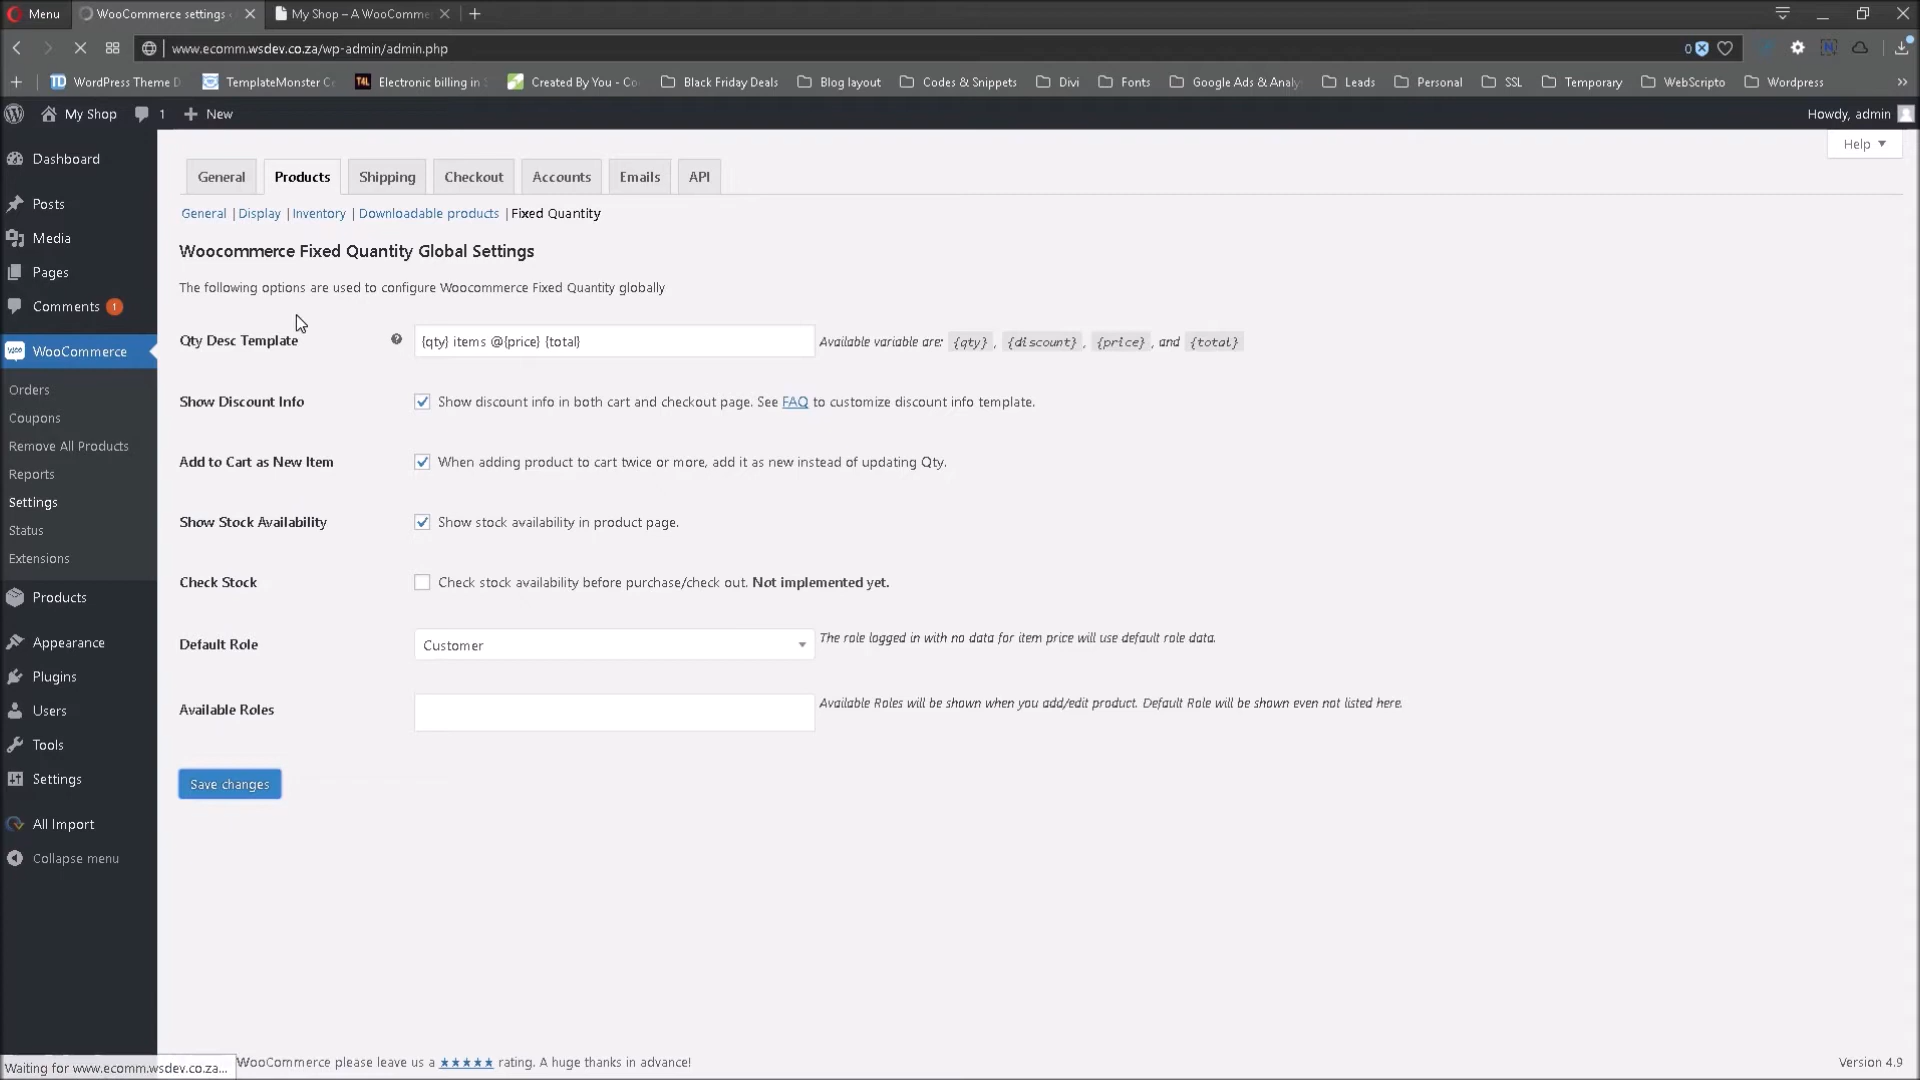 Menu
WooCommerce settings
My Shop – A WooComme
www.ecomm.wsdev.co.za/wp-admin/admin.php
0
WordPress Theme D
TemplateMonster C
T4L
Electronic billing in
Created By You - Co
Black Friday Deals
Blog layout
Codes & Snippets
Divi
Fonts
Google Ads & Analy
Leads
Personal
SSL
Temporary
WebScripto
Wordpress
My Shop
1
New
Howdy, admin
Help
Dashboard
Posts
Media
Pages
Comments 1
WooCommerce
Orders
Coupons
Remove All Products
Reports
Settings
Status
Extensions
Products
Appearance
Plugins
Users
Tools
Settings
All Import
Collapse menu
General
Products
Shipping
Checkout
Accounts
Emails
API
General | Display | Inventory | Downloadable products | Fixed Quantity
Woocommerce Fixed Quantity Global Settings
The following options are used to configure Woocommerce Fixed Quantity globally
Qty Desc Template
{qty} items @{price} {total}
Available variable are: {qty} , {discount} , {price} , and {total}
Show Discount Info
Show discount info in both cart and checkout page. See FAQ to customize discount info template.
Add to Cart as New Item
When adding product to cart twice or more, add it as new instead of updating Qty.
Show Stock Availability
Show stock availability in product page.
Check Stock
Check stock availability before purchase/check out. Not implemented yet.
Default Role
Customer
The role logged in with no data for item price will use default role data.
Available Roles
Available Roles will be shown when you add/edit product. Default Role will be shown even not listed here.
Save changes
WooCommerce please leave us a ★★★★★ rating. A huge thanks in advance!
Version 4.9
Waiting for www.ecomm.wsdev.co.za...